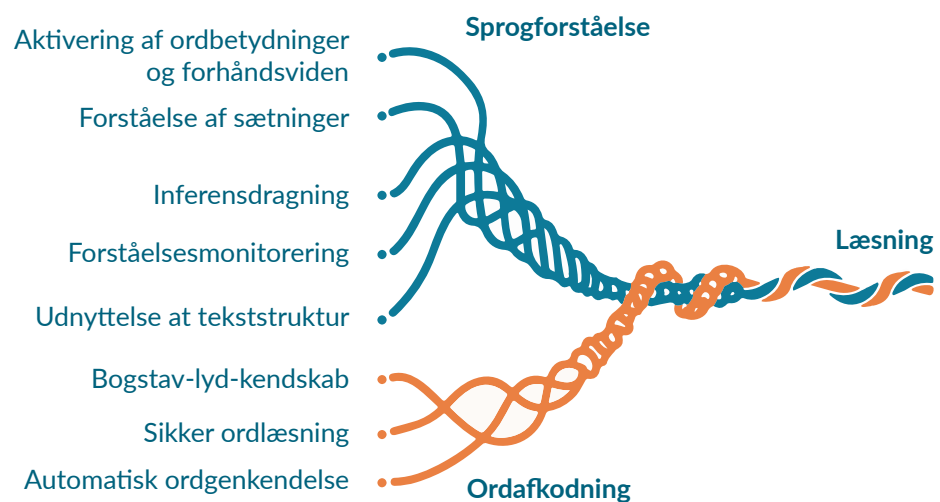 Sprogforståelse
Aktivering af ordbetydninger
og forhåndsviden
Forståelse af sætninger
Inferensdragning
Forståelsesmonitorering
Udnyttelse at tekststruktur
Læsning
Bogstav-lyd-kendskab
Sikker ordlæsning
Automatisk ordgenkendelse
Ordafkodning